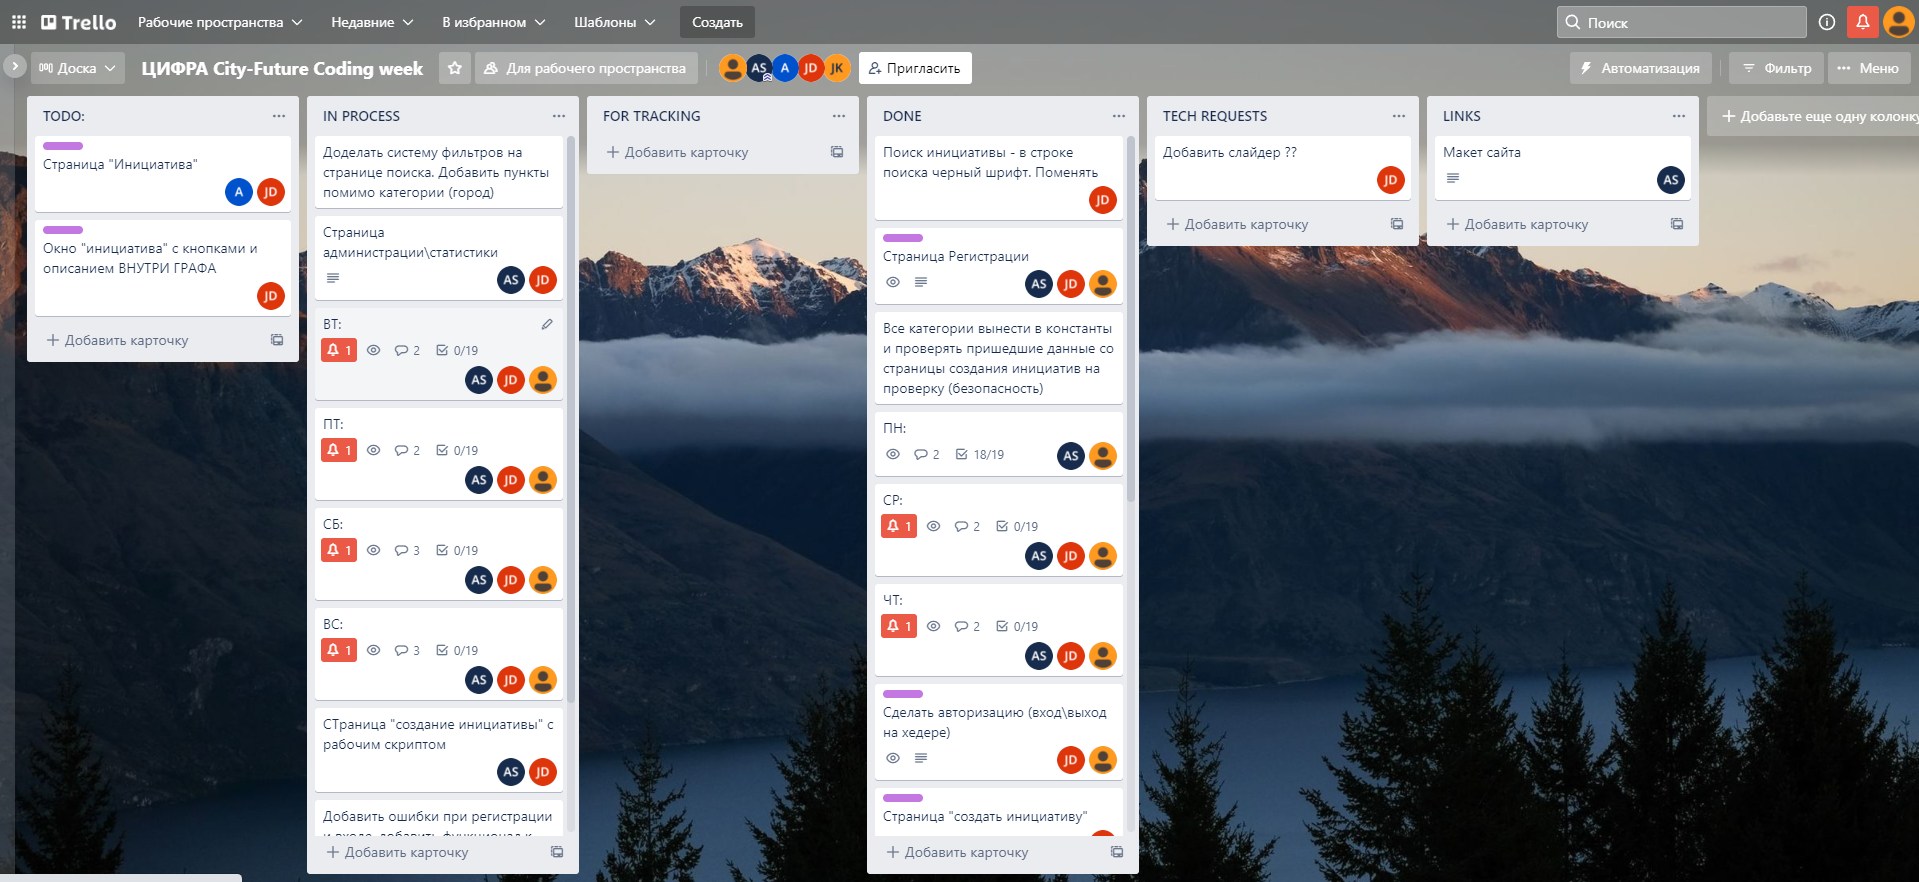 Trello
Рабочие пространства
Недавние
В избранном
Шаблоны
Создать
Поиск
Доска
ЦИФРА City-Future Coding week
Для рабочего пространства
AS
A
JD
JK
Пригласить
Автоматизация
Фильтр
Меню
TODO:
Страница "Инициатива"
A JD
Окно "инициатива" с кнопками и
описанием ВНУТРИ ГРАФА
JD
Добавить карточку
IN PROCESS
Доделать систему фильтров на
странице поиска. Добавить пункты
помимо категории (город)
Страница
администрации\статистики
AS JD
ВТ:
1 2 0/19
AS JD
ПТ:
1 2 0/19
AS JD
СБ:
1 3 0/19
AS JD
ВС:
1 3 0/19
AS JD
СТраница "создание инициативы" с
рабочим скриптом
AS JD
Добавить ошибки при регистрации
и входе, добавить функционал к
Добавить карточку
FOR TRACKING
Добавить карточку
DONE
Поиск инициативы - в строке
поиска черный шрифт. Поменять
JD
Страница Регистрации
AS JD
Все категории вынести в константы
и проверять пришедшие данные со
страницы создания инициатив на
проверку (безопасность)
ПН:
2 18/19
AS
СР:
1 2 0/19
AS JD
ЧТ:
1 2 0/19
AS JD
Сделать авторизацию (вход\выход
на хедере)
JD
Страница "создать инициативу"
Добавить карточку
TECH REQUESTS
Добавить слайдер ??
JD
Добавить карточку
LINKS
Макет сайта
AS
Добавить карточку
Добавьте еще одну колонку